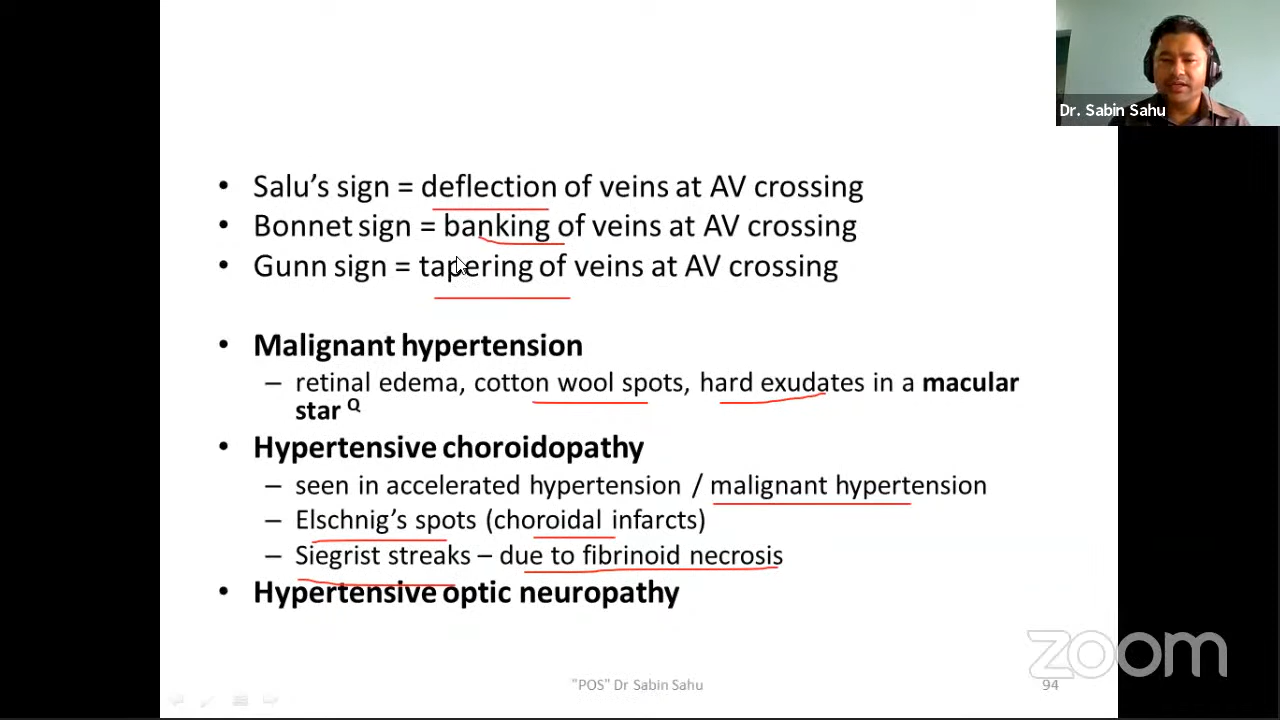 Dr. Sabin Sahu
• Salu's sign = deflection of veins at AV crossing
• Bonnet sign = banking of veins at AV crossing
• Gunn sign = tapering of veins at AV crossing
• Malignant hypertension
– retinal edema, cotton wool spots, hard exudates in a macular
star Q
• Hypertensive choroidopathy
– seen in accelerated hypertension / malignant hypertension
– Elschnig's spots (choroidal infarcts)
– Siegrist streaks – due to fibrinoid necrosis
• Hypertensive optic neuropathy
zoom
"POS" Dr Sabin Sahu
94